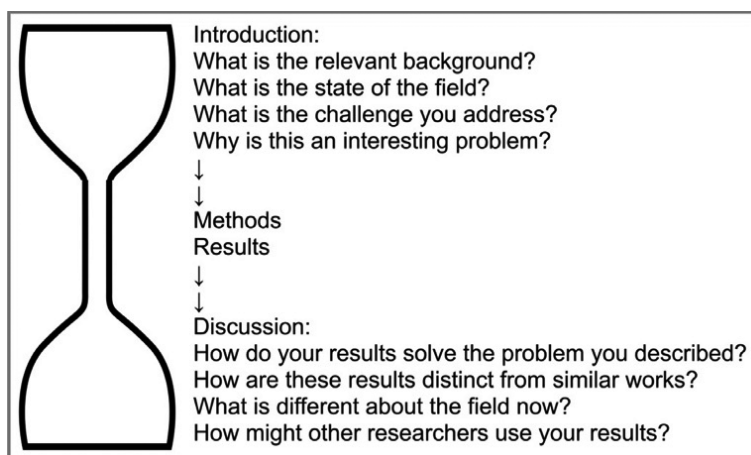 Introduction:
What is the relevant background?
What is the state of the field?
What is the challenge you address?
Why is this an interesting problem?
↓
↓
Methods
Results
↓
↓
Discussion:
How do your results solve the problem you described?
How are these results distinct from similar works?
What is different about the field now?
How might other researchers use your results?